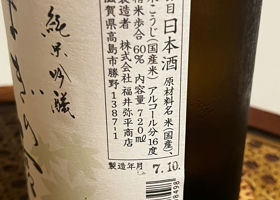 純米吟醸
日本酒
原材料名 米(国産)、
米こうじ(国産米) アルコール分16度
精米歩合60% 内容量720ml
製造者 株式会社 福井弥平商店
滋賀県高島市勝野1387-1
製造年月
7.10.